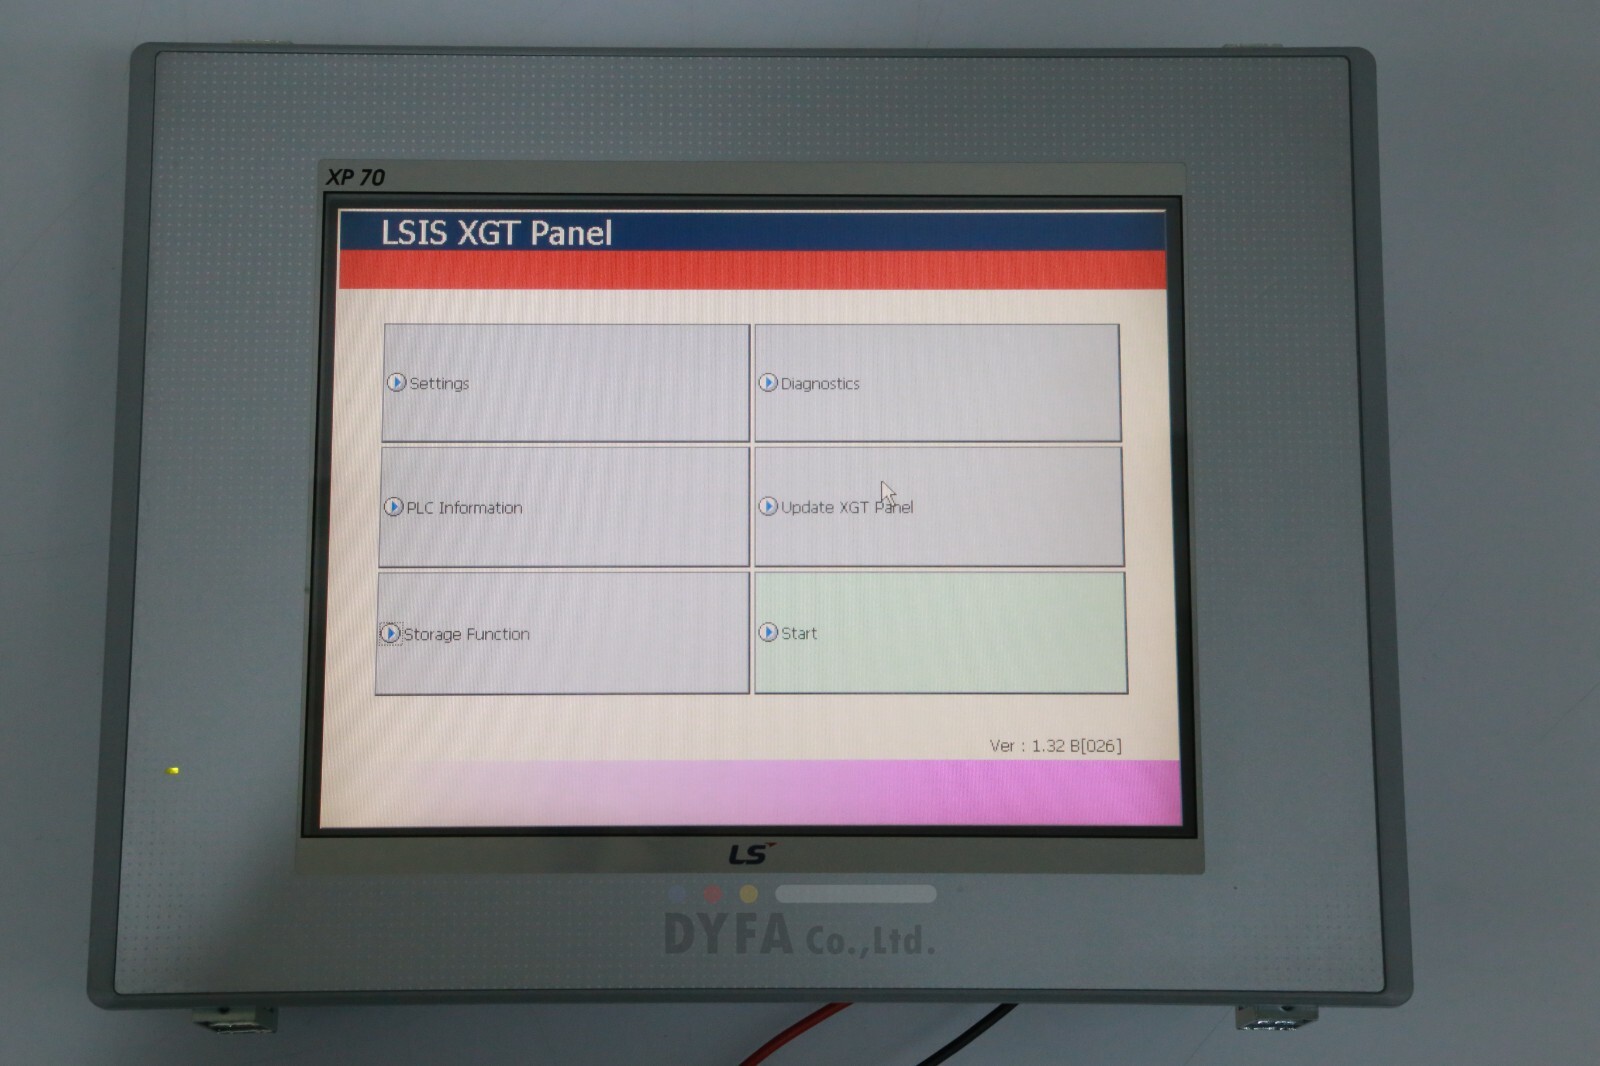 XP 70
LSIS XGT Panel
Settings
Diagnostics
PLC Information
Update XGT Panel
Storage Function
Start
Ver : 1.32 B[026]
LS
DYFA Co.,Ltd.